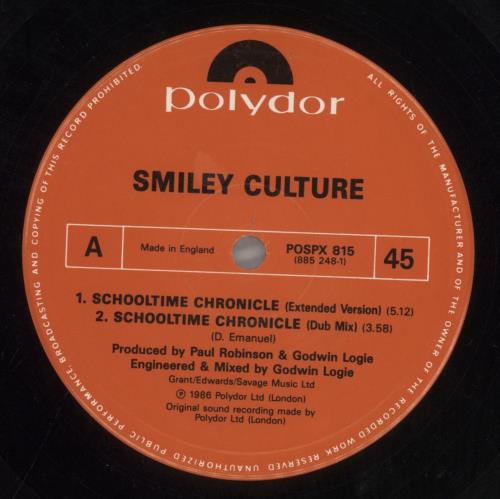 polydor
SMILEY CULTURE
A
Made in England
POSPX 815
(885 248-1)
45
1. SCHOOLTIME CHRONICLE (Extended Version) (5.12)
2. SCHOOLTIME CHRONICLE (Dub Mix) (3.58)
(D. Emanuel)
Produced by Paul Robinson & Godwin Logie
Engineered & Mixed by Godwin Logie
Grant/Edwards/Savage Music Ltd
Ⓟ 1986 Polydor Ltd (London)
Original sound recording made by
Polydor Ltd (London)
ALL RIGHTS OF THE MANUFACTURER AND OF THE OWNER OF THE RECORDED WORK RESERVED. UNAUTHORIZED PUBLIC PERFORMANCE BROADCASTING AND COPYING OF THIS RECORD PROHIBITED.